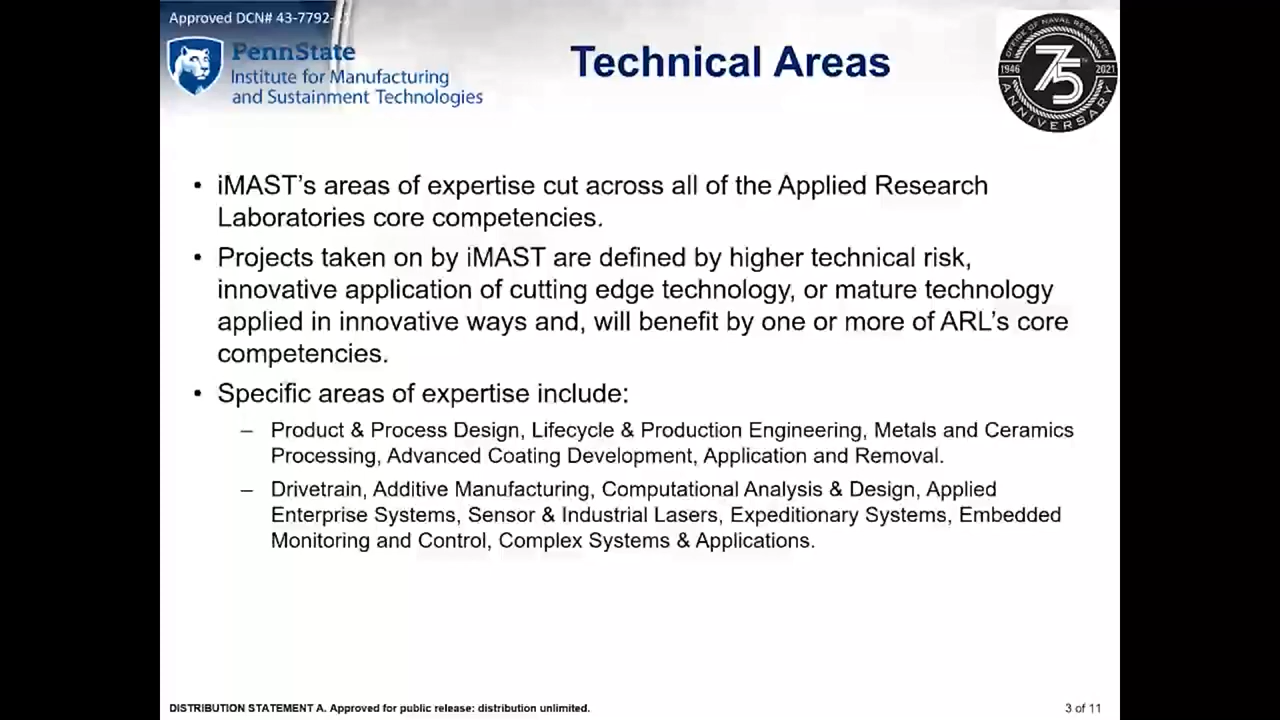 Approved DCN# 43-7792-
PennState
Institute for Manufacturing
and Sustainment Technologies
Technical Areas
OFFICE OF NAVAL RESEARCH
1946
75
TH
2021
ANNIVERSARY
• iMAST’s areas of expertise cut across all of the Applied Research
Laboratories core competencies.
• Projects taken on by iMAST are defined by higher technical risk,
innovative application of cutting edge technology, or mature technology
applied in innovative ways and, will benefit by one or more of ARL’s core
competencies.
• Specific areas of expertise include:
– Product & Process Design, Lifecycle & Production Engineering, Metals and Ceramics
Processing, Advanced Coating Development, Application and Removal.
– Drivetrain, Additive Manufacturing, Computational Analysis & Design, Applied
Enterprise Systems, Sensor & Industrial Lasers, Expeditionary Systems, Embedded
Monitoring and Control, Complex Systems & Applications.
DISTRIBUTION STATEMENT A. Approved for public release: distribution unlimited.
3 of 11